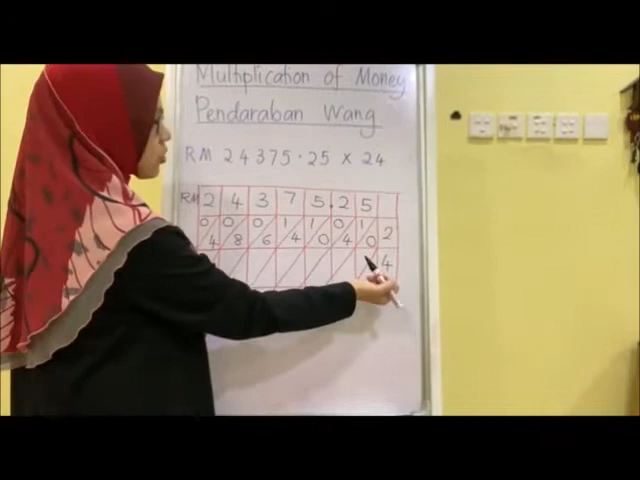 Multiplication of Money
Pendaraban Wang
RM 24375.25 x 24
RM 2 4 3 7 5 . 2 5
0 0 0 1 1 0 1
4 8 6 4 0 4 0 2
4